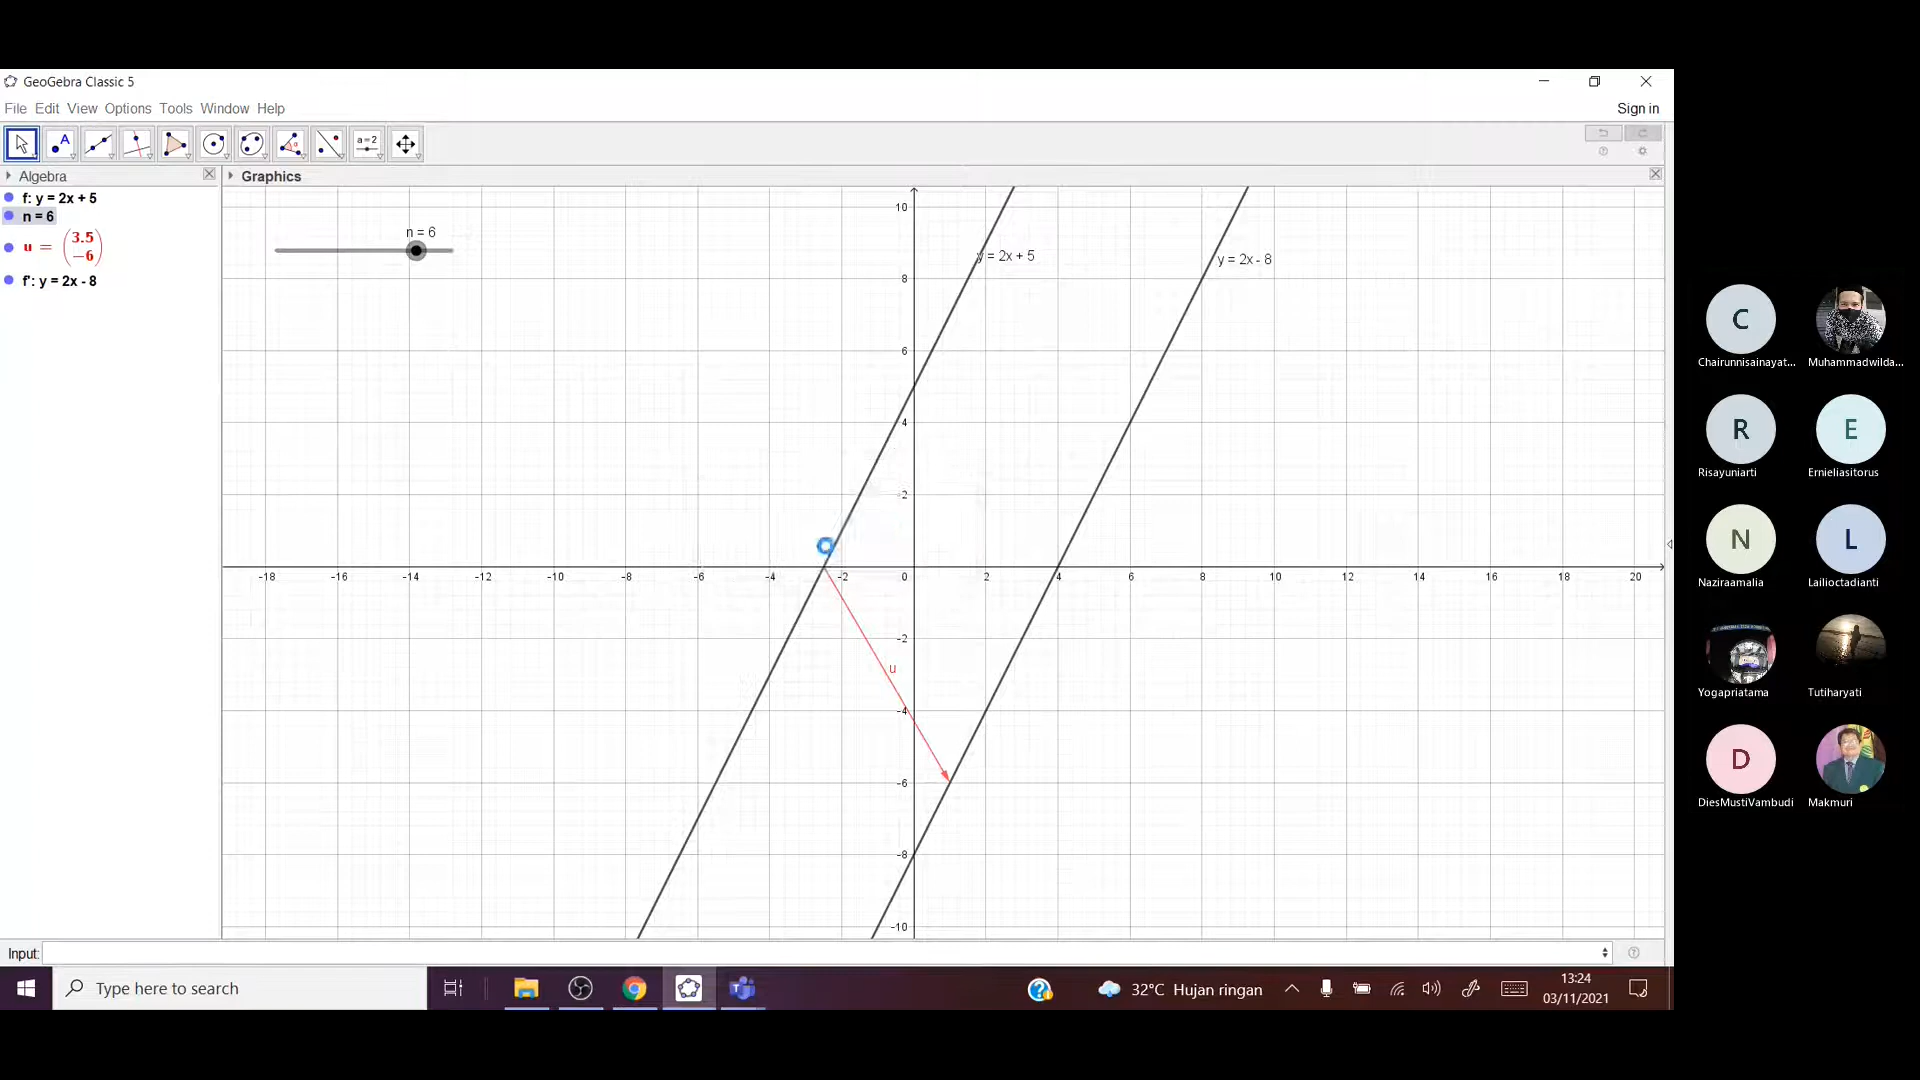 GeoGebra Classic 5
File Edit View Options Tools Window Help
Sign in
A
a=2
Algebra
Graphics
f: y = 2x + 5
n = 6
u = (3.5
−6)
f': y = 2x - 8
n = 6
y = 2x + 5
y = 2x - 8
10
8
6
4
2
-18 -16 -14 -12 -10 -8 -6 -4 -2 0 2 4 6 8 10 12 14 16 18 20
-2
u
-4
-6
-8
-10
Input:
Type here to search
32°C Hujan ringan
13:24
03/11/2021
C
Chairunnisainayat...
Muhammadwilda...
R
Risayuniarti
E
Ernieliasitorus
N
Naziraamalia
L
Lailioctadianti
Yogapriatama
Tutiharyati
D
DiesMustiVambudi
Makmuri